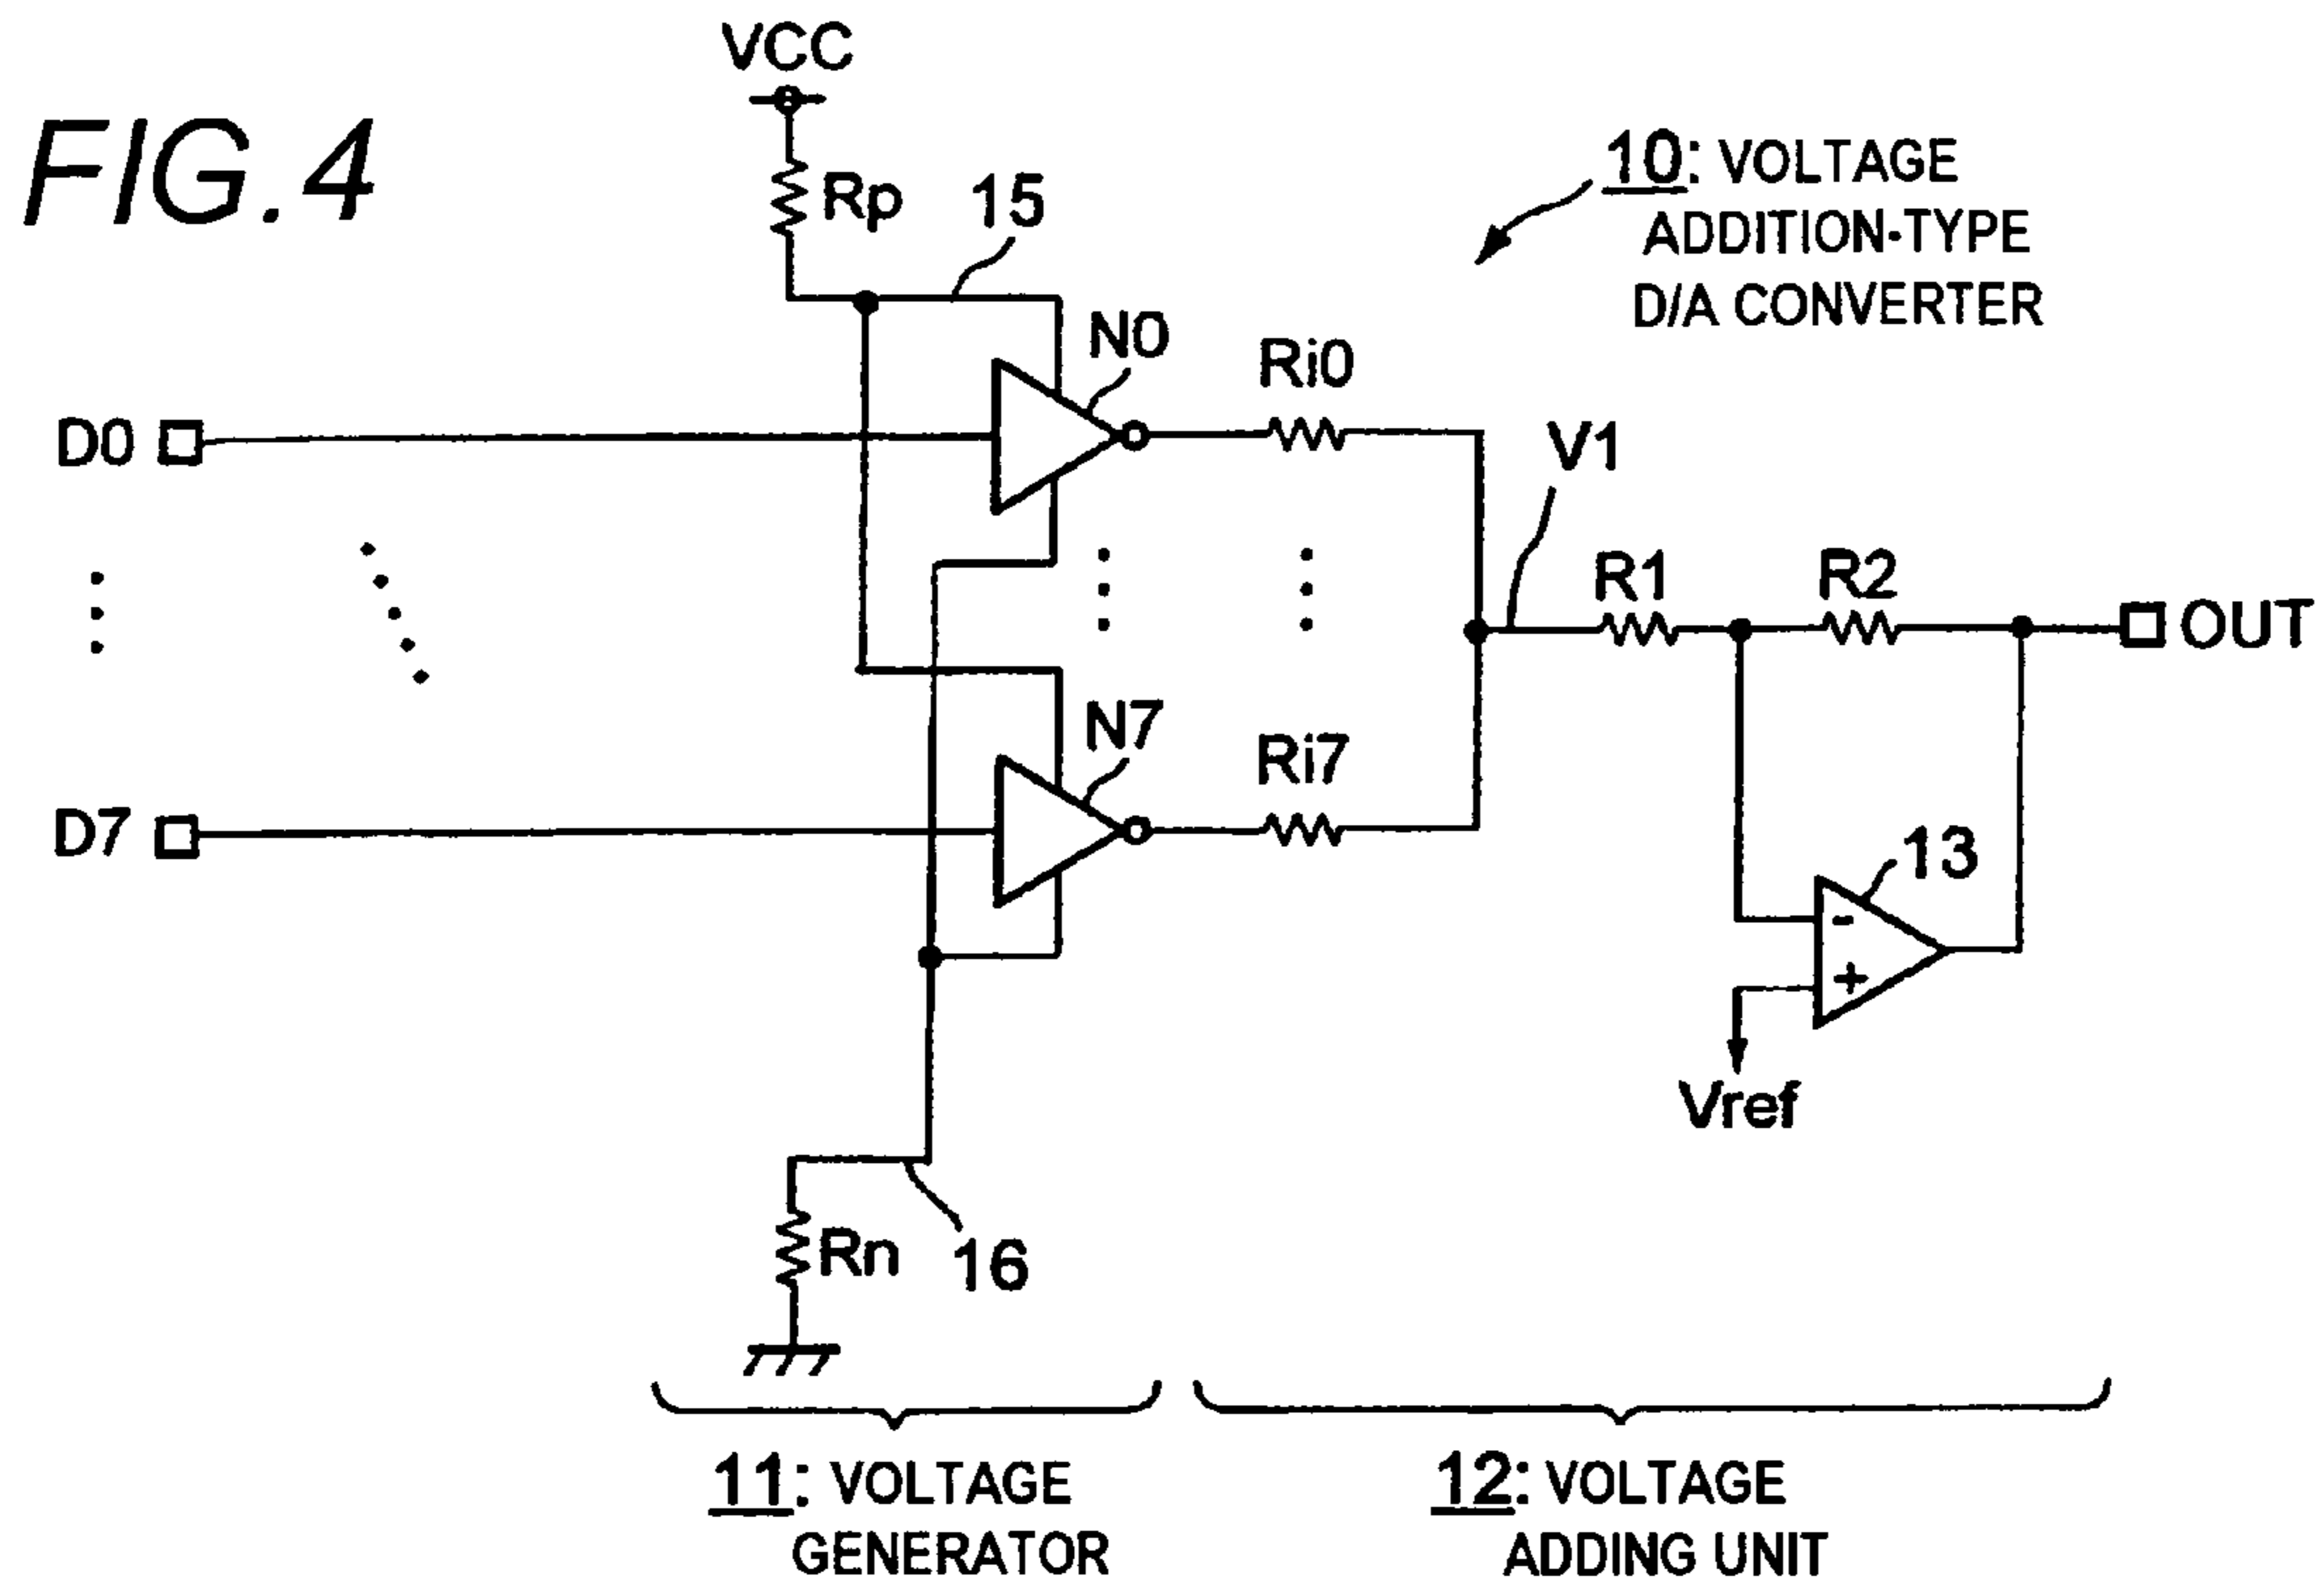 FIG.4
VCC
Rp
15
10: VOLTAGE
ADDITION-TYPE
D/A CONVERTER
N0
Ri0
D0
V1
R1
R2
OUT
N7
Ri7
D7
13
-
+
Vref
Rn
16
11: VOLTAGE
GENERATOR
12: VOLTAGE
ADDING UNIT